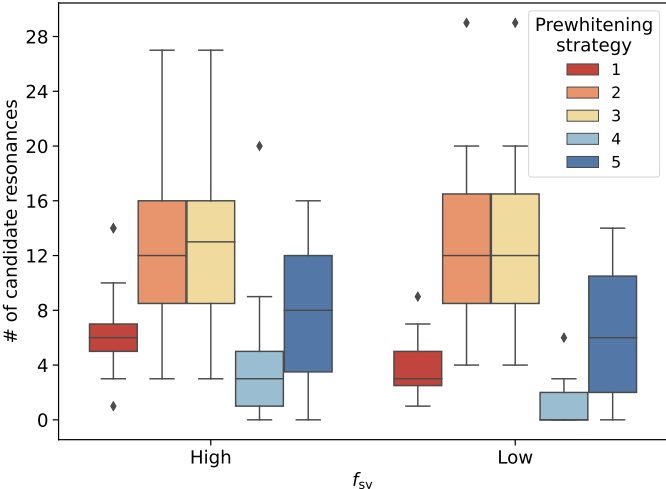 # of candidate resonances
28
24
20
16
12
8
4
0
Prewhitening
strategy
1
2
3
4
5
High
Low
f_sv